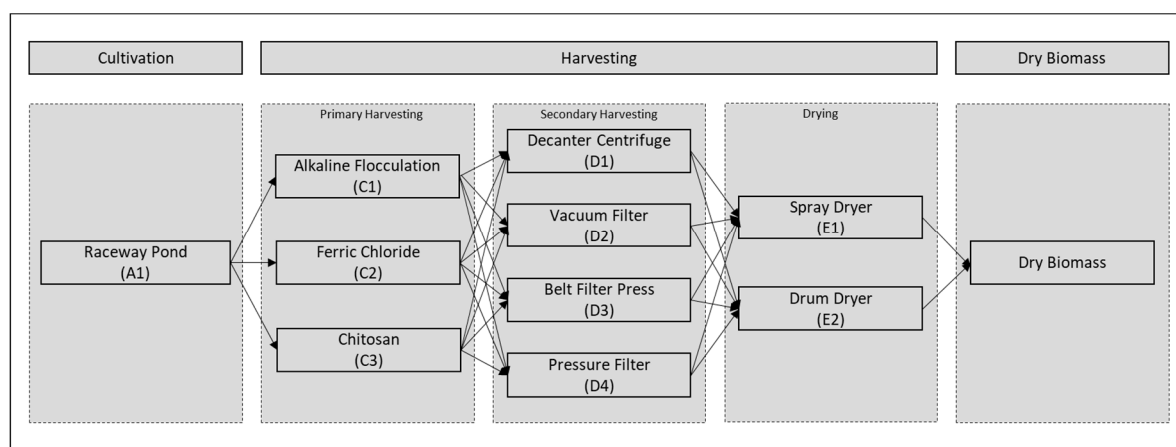 Cultivation
Harvesting
Dry Biomass
Primary Harvesting
Secondary Harvesting
Drying
Raceway Pond
(A1)
Alkaline Flocculation
(C1)
Ferric Chloride
(C2)
Chitosan
(C3)
Decanter Centrifuge
(D1)
Vacuum Filter
(D2)
Belt Filter Press
(D3)
Pressure Filter
(D4)
Spray Dryer
(E1)
Drum Dryer
(E2)
Dry Biomass